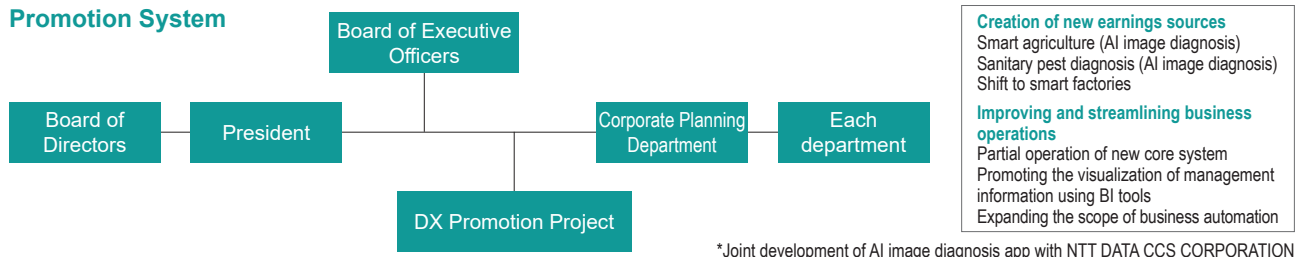 Promotion System
Board of Executive
Officers
Board of
Directors
President
Corporate Planning
Department
Each
department
DX Promotion Project
Creation of new earnings sources
Smart agriculture (AI image diagnosis)
Sanitary pest diagnosis (AI image diagnosis)
Shift to smart factories
Improving and streamlining business
operations
Partial operation of new core system
Promoting the visualization of management
information using BI tools
Expanding the scope of business automation
*Joint development of AI image diagnosis app with NTT DATA CCS CORPORATION